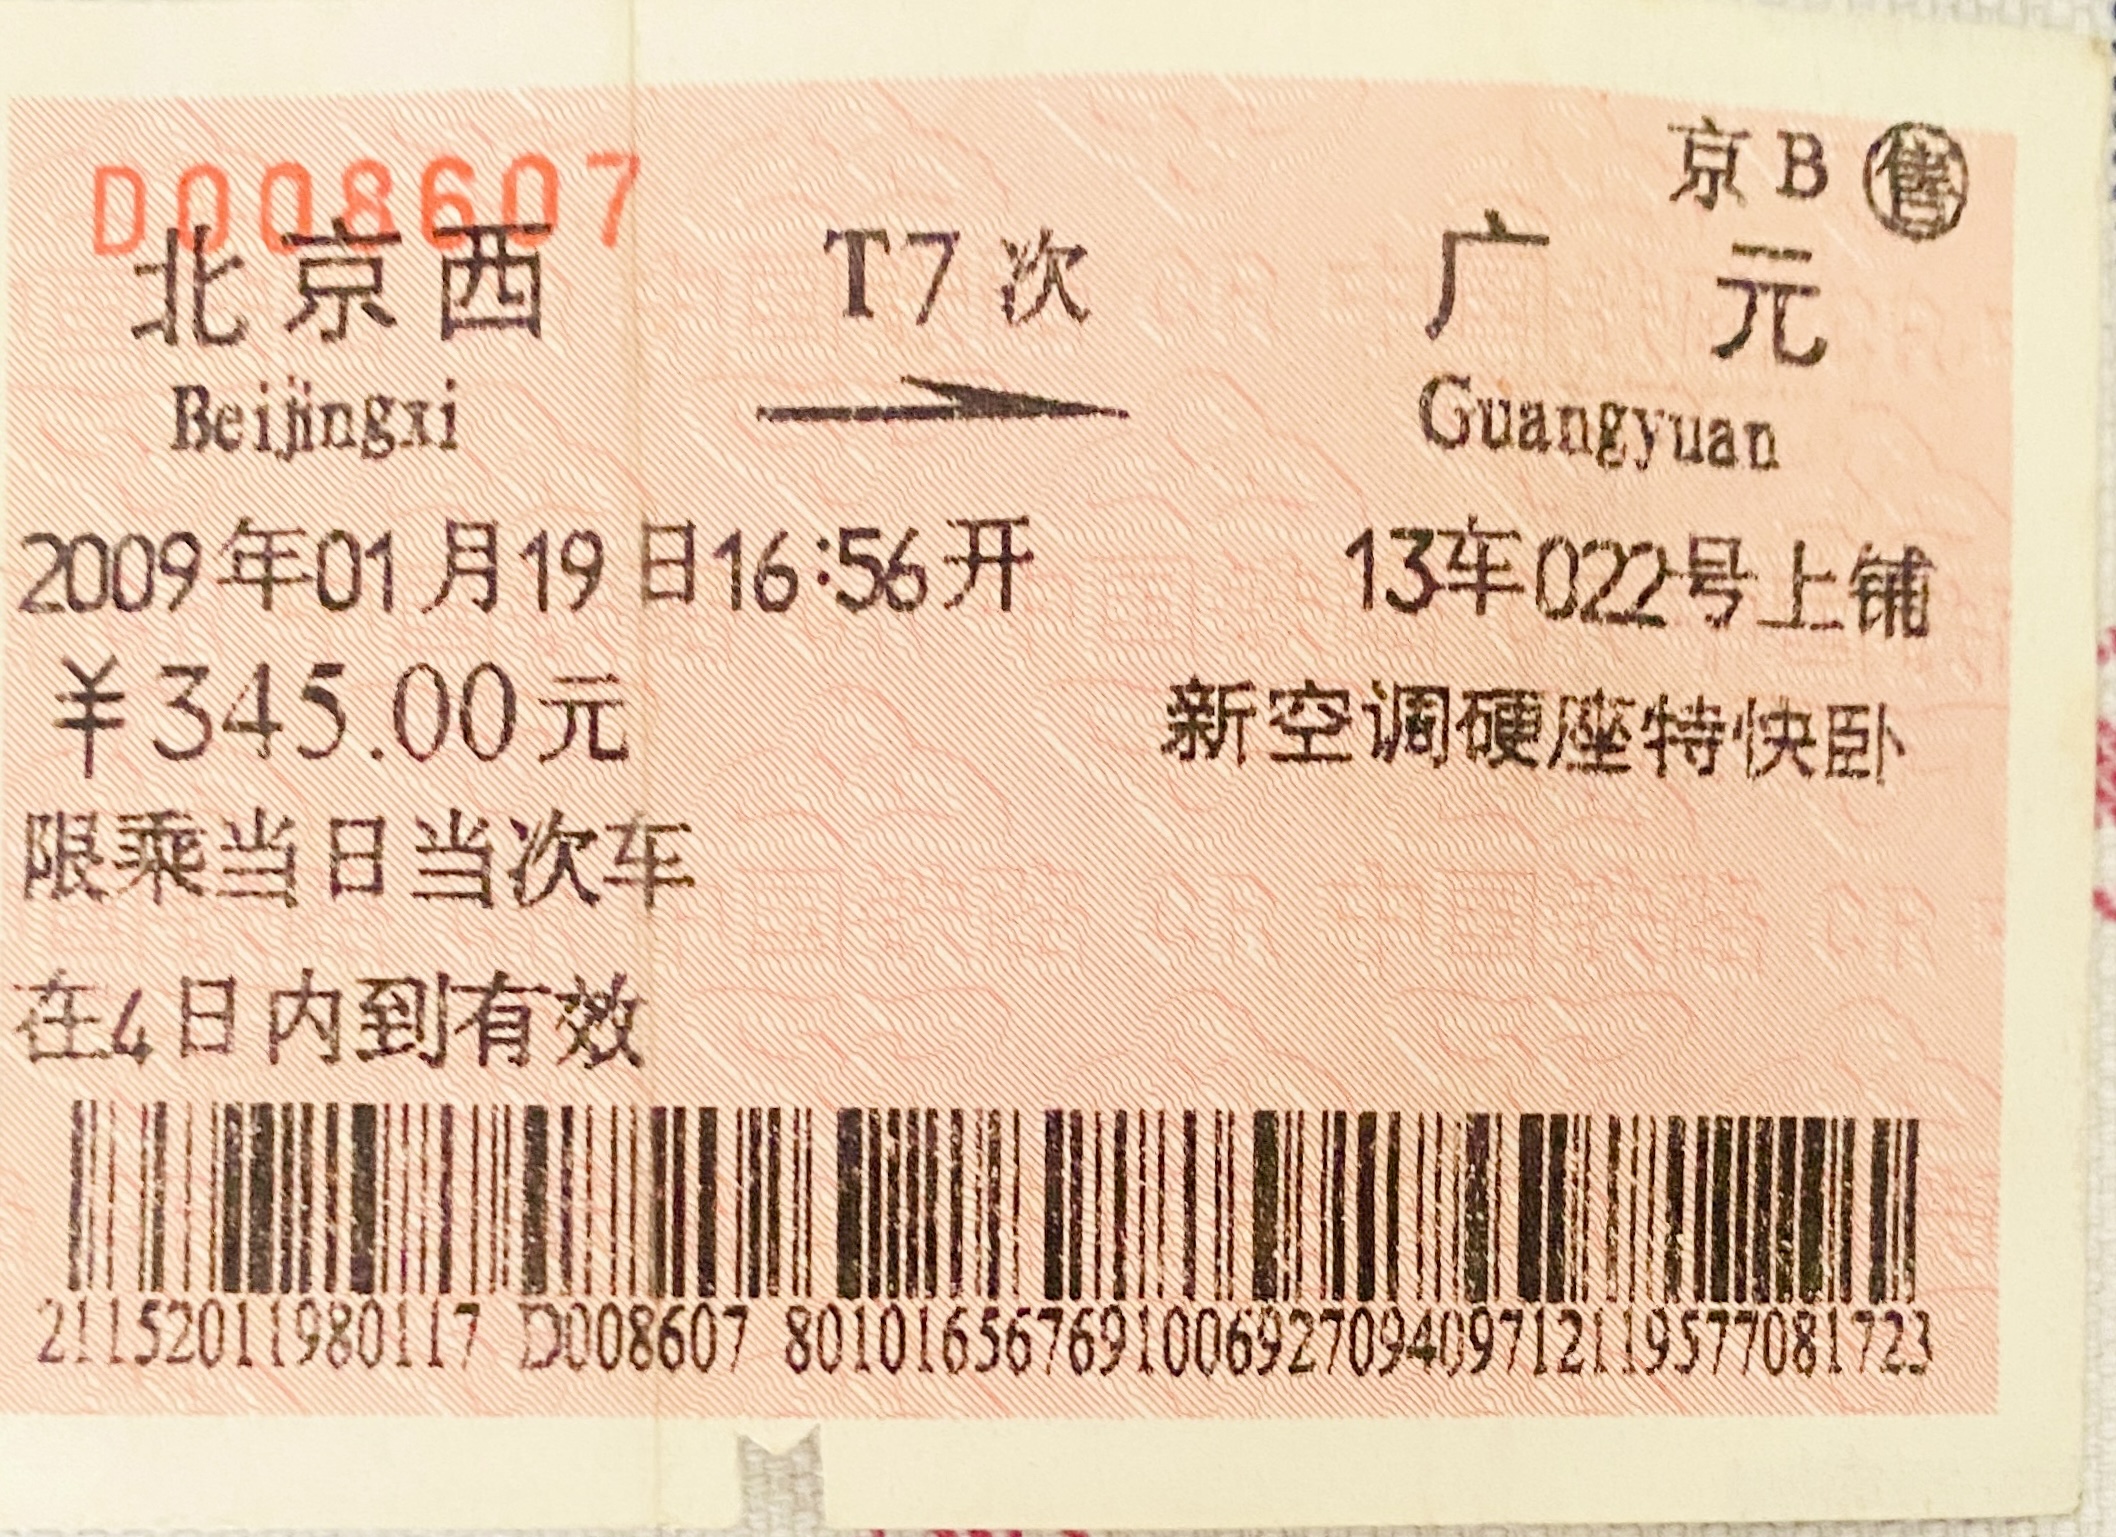 京B 售
D008607
北京西 T7次 广元
Beijingxi Guangyuan
2009年01月19日16:56开 13车022号上铺
¥345.00元 新空调硬座特快卧
限乘当日当次车
在4日内到有效
21152011980117 D008607 80101656769100692709409712119577081723